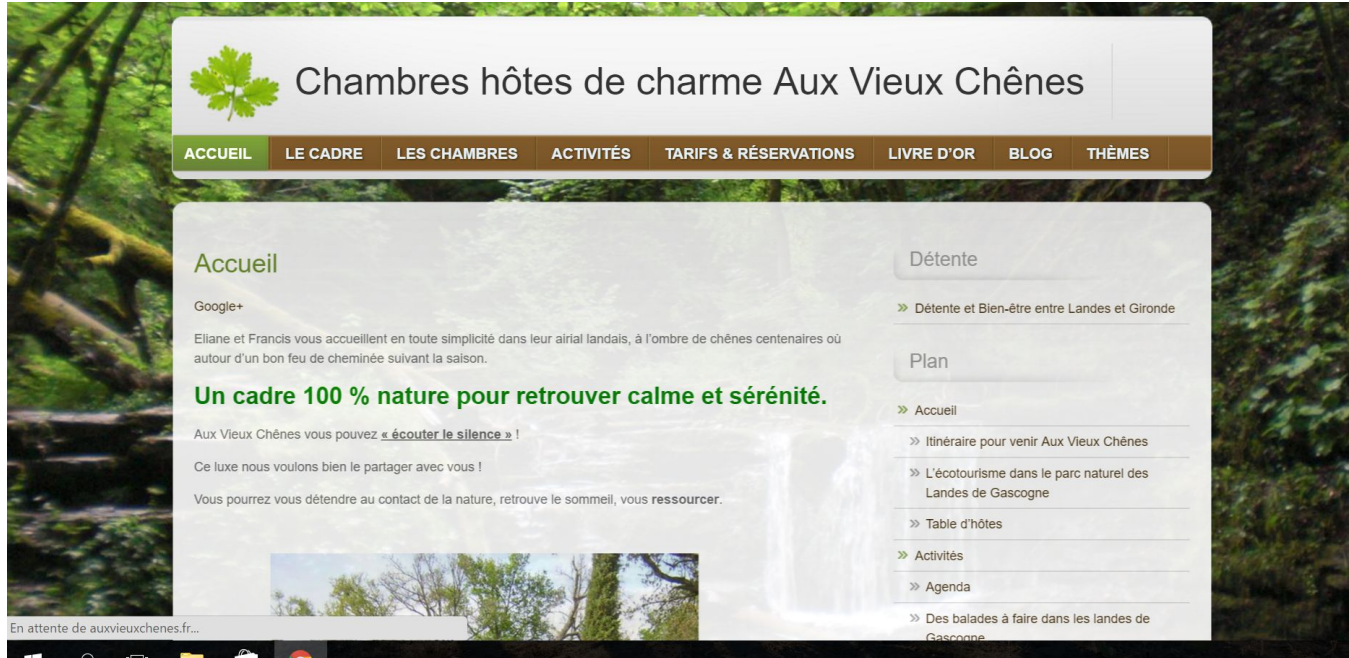 Chambres hôtes de charme Aux Vieux Chênes
ACCUEIL LE CADRE LES CHAMBRES ACTIVITÉS TARIFS & RÉSERVATIONS LIVRE D'OR BLOG THÈMES
Accueil
Google+
Eliane et Francis vous accueillent en toute simplicité dans leur airial landais, à l'ombre de chênes centenaires où
autour d'un bon feu de cheminée suivant la saison.
Un cadre 100 % nature pour retrouver calme et sérénité.
Aux Vieux Chênes vous pouvez « écouter le silence » !
Ce luxe nous voulons bien le partager avec vous !
Vous pourrez vous détendre au contact de la nature, retrouve le sommeil, vous ressourcer.
Détente
Détente et Bien-être entre Landes et Gironde
Plan
Accueil
Itinéraire pour venir Aux Vieux Chênes
L'écotourisme dans le parc naturel des
Landes de Gascogne
Table d'hôtes
Activités
Agenda
Des balades à faire dans les landes de
Gascogne
En attente de auxvieuxchenes.fr...